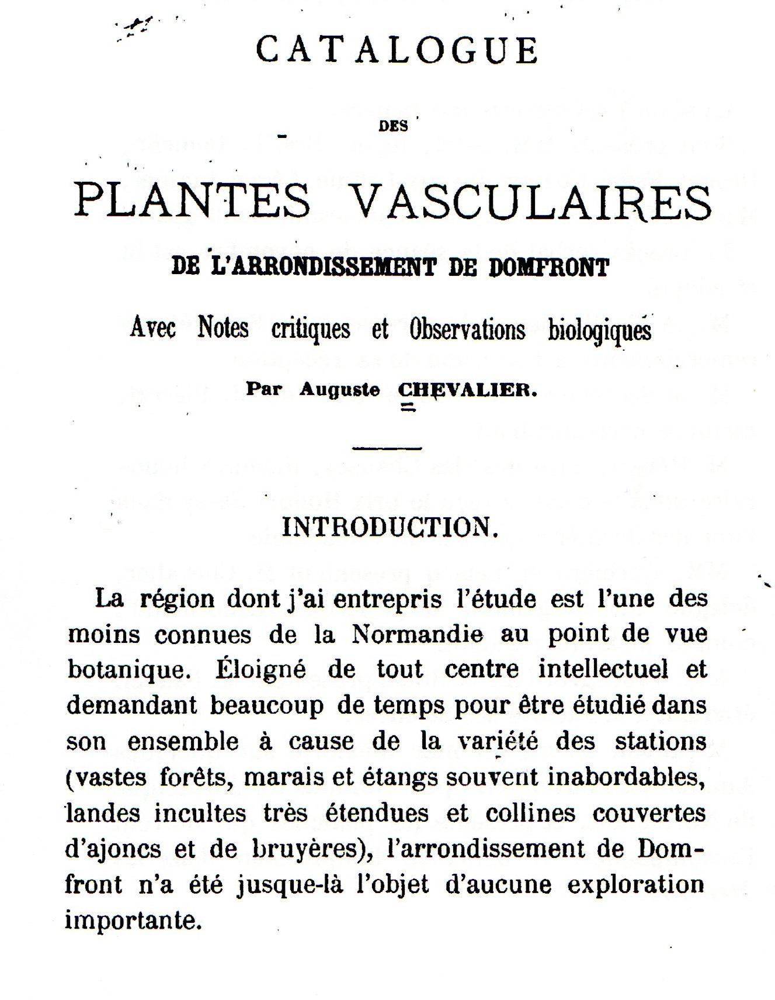 CATALOGUE
DES
PLANTES VASCULAIRES
DE L'ARRONDISSEMENT DE DOMFRONT
Avec Notes critiques et Observations biologiques
Par Auguste CHEVALIER.
INTRODUCTION.
La région dont j'ai entrepris l'étude est l'une des
moins connues de la Normandie au point de vue
botanique. Éloigné de tout centre intellectuel et
demandant beaucoup de temps pour être étudié dans
son ensemble à cause de la variété des stations
(vastes forêts, marais et étangs souvent inabordables,
landes incultes très étendues et collines couvertes
d'ajoncs et de bruyères), l'arrondissement de Dom-
front n'a été jusque-là l'objet d'aucune exploration
importante.